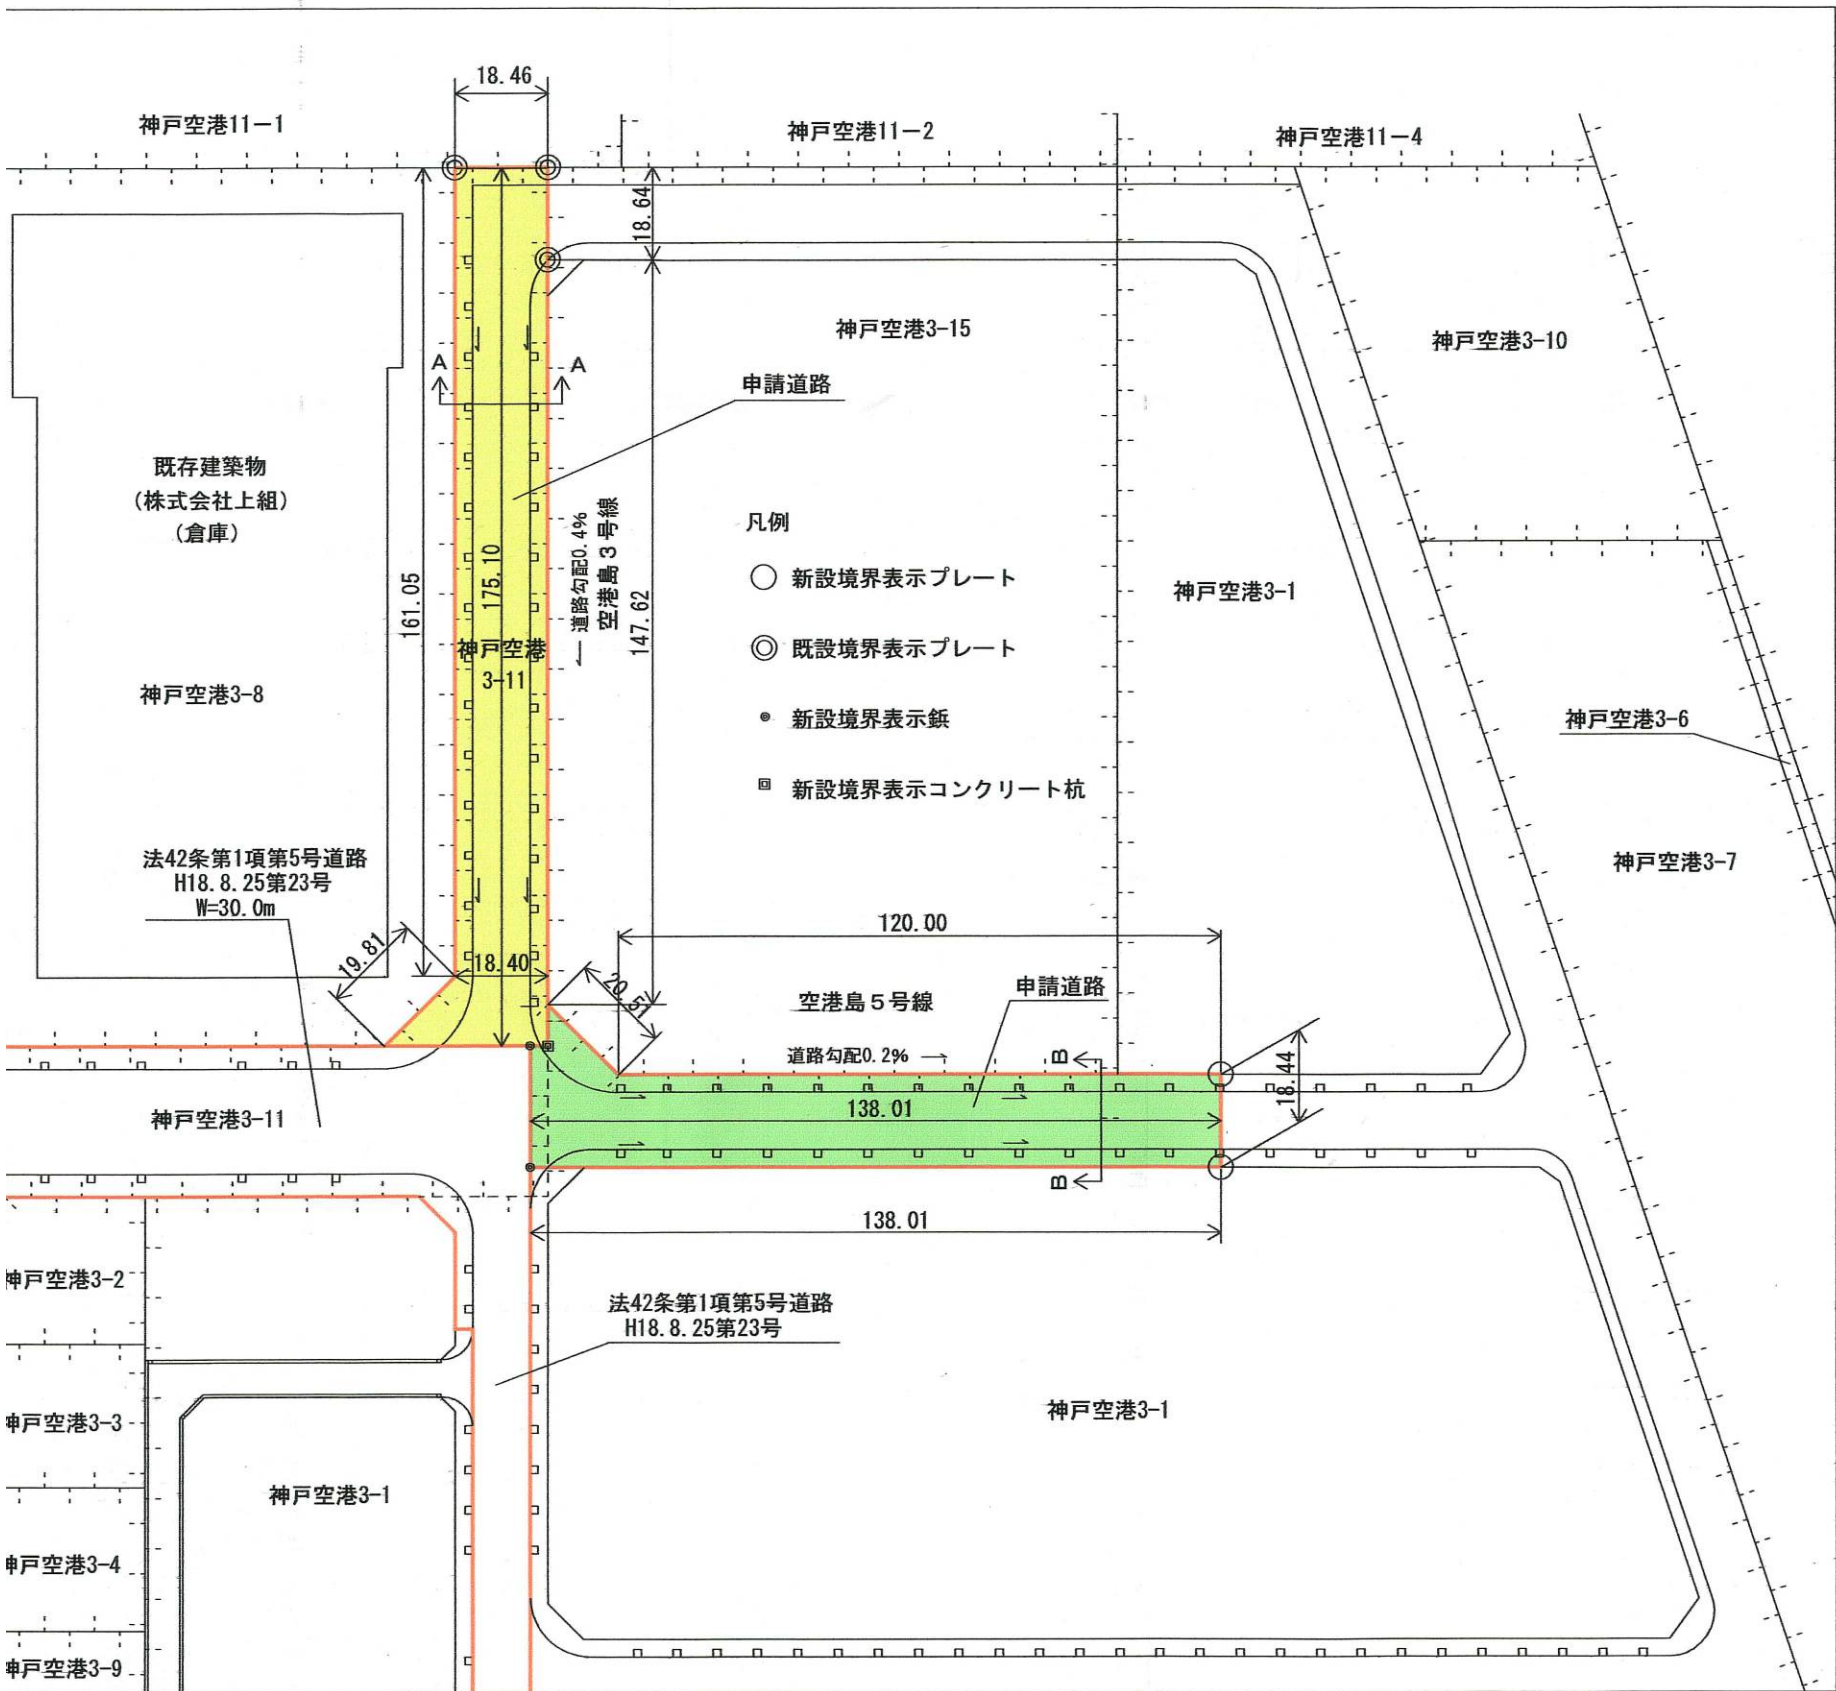 18.46
神戸空港11-1
神戸空港11-2
神戸空港11-4
18.64
神戸空港3-15
神戸空港3-10
A
A
申請道路
既存建築物
(株式会社上組)
(倉庫)
凡例
新設境界表示プレート
既設境界表示プレート
新設境界表示鋲
新設境界表示コンクリート杭
161.05
175.10
道路勾配0.4%
空港島3号線
147.62
神戸空港
3-11
神戸空港3-8
神戸空港3-1
神戸空港3-6
神戸空港3-7
法42条第1項第5号道路
H18.8.25第23号
W=30.0m
19.81
18.40
20.51
120.00
空港島5号線
申請道路
道路勾配0.2%
B
18.44
138.01
神戸空港3-11
B
138.01
神戸空港3-2
法42条第1項第5号道路
H18.8.25第23号
神戸空港3-3
神戸空港3-1
神戸空港3-1
神戸空港3-4
神戸空港3-9